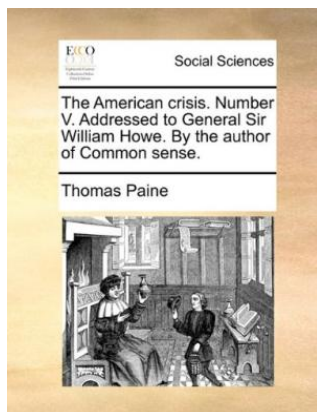 ECCO
Social Sciences
The American crisis. Number
V. Addressed to General Sir
William Howe. By the author
of Common sense.
Thomas Paine